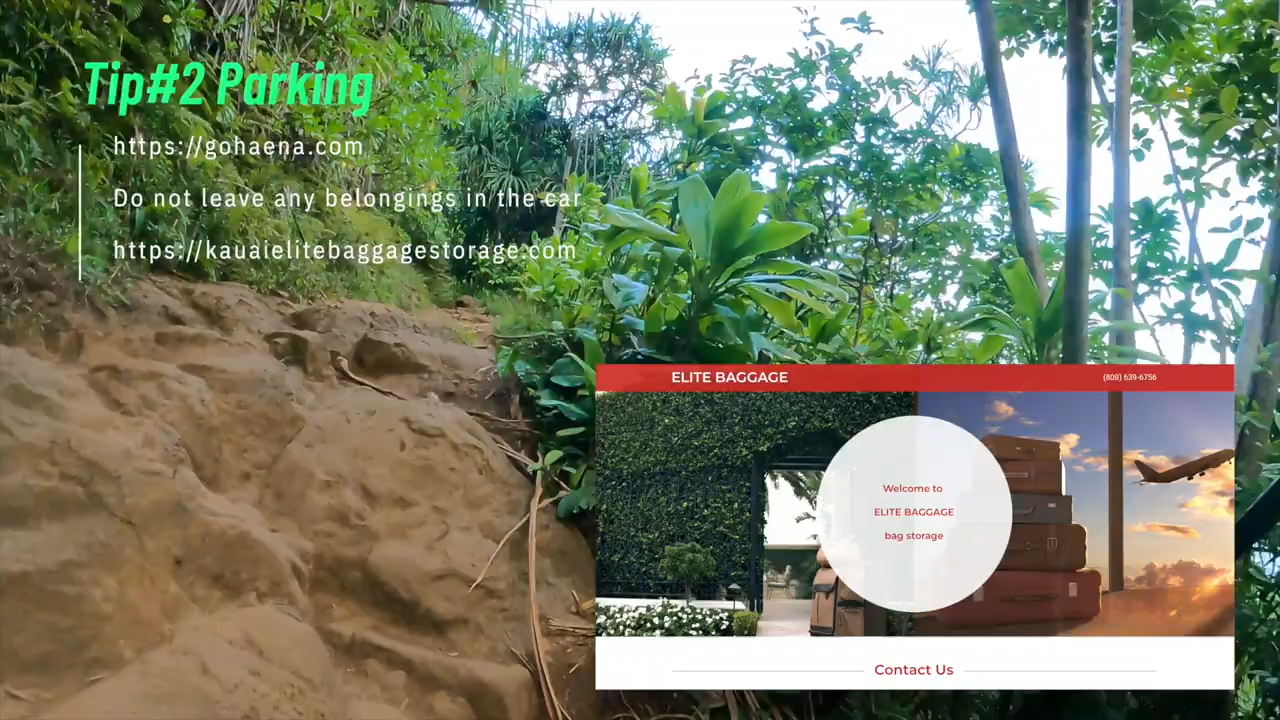 Tip#2 Parking
https://gohaena.com
Do not leave any belongings in the car
https://kauaielitebaggagestorage.com
ELITE BAGGAGE
(808) 639-6756
Welcome to
ELITE BAGGAGE
bag storage
Contact Us